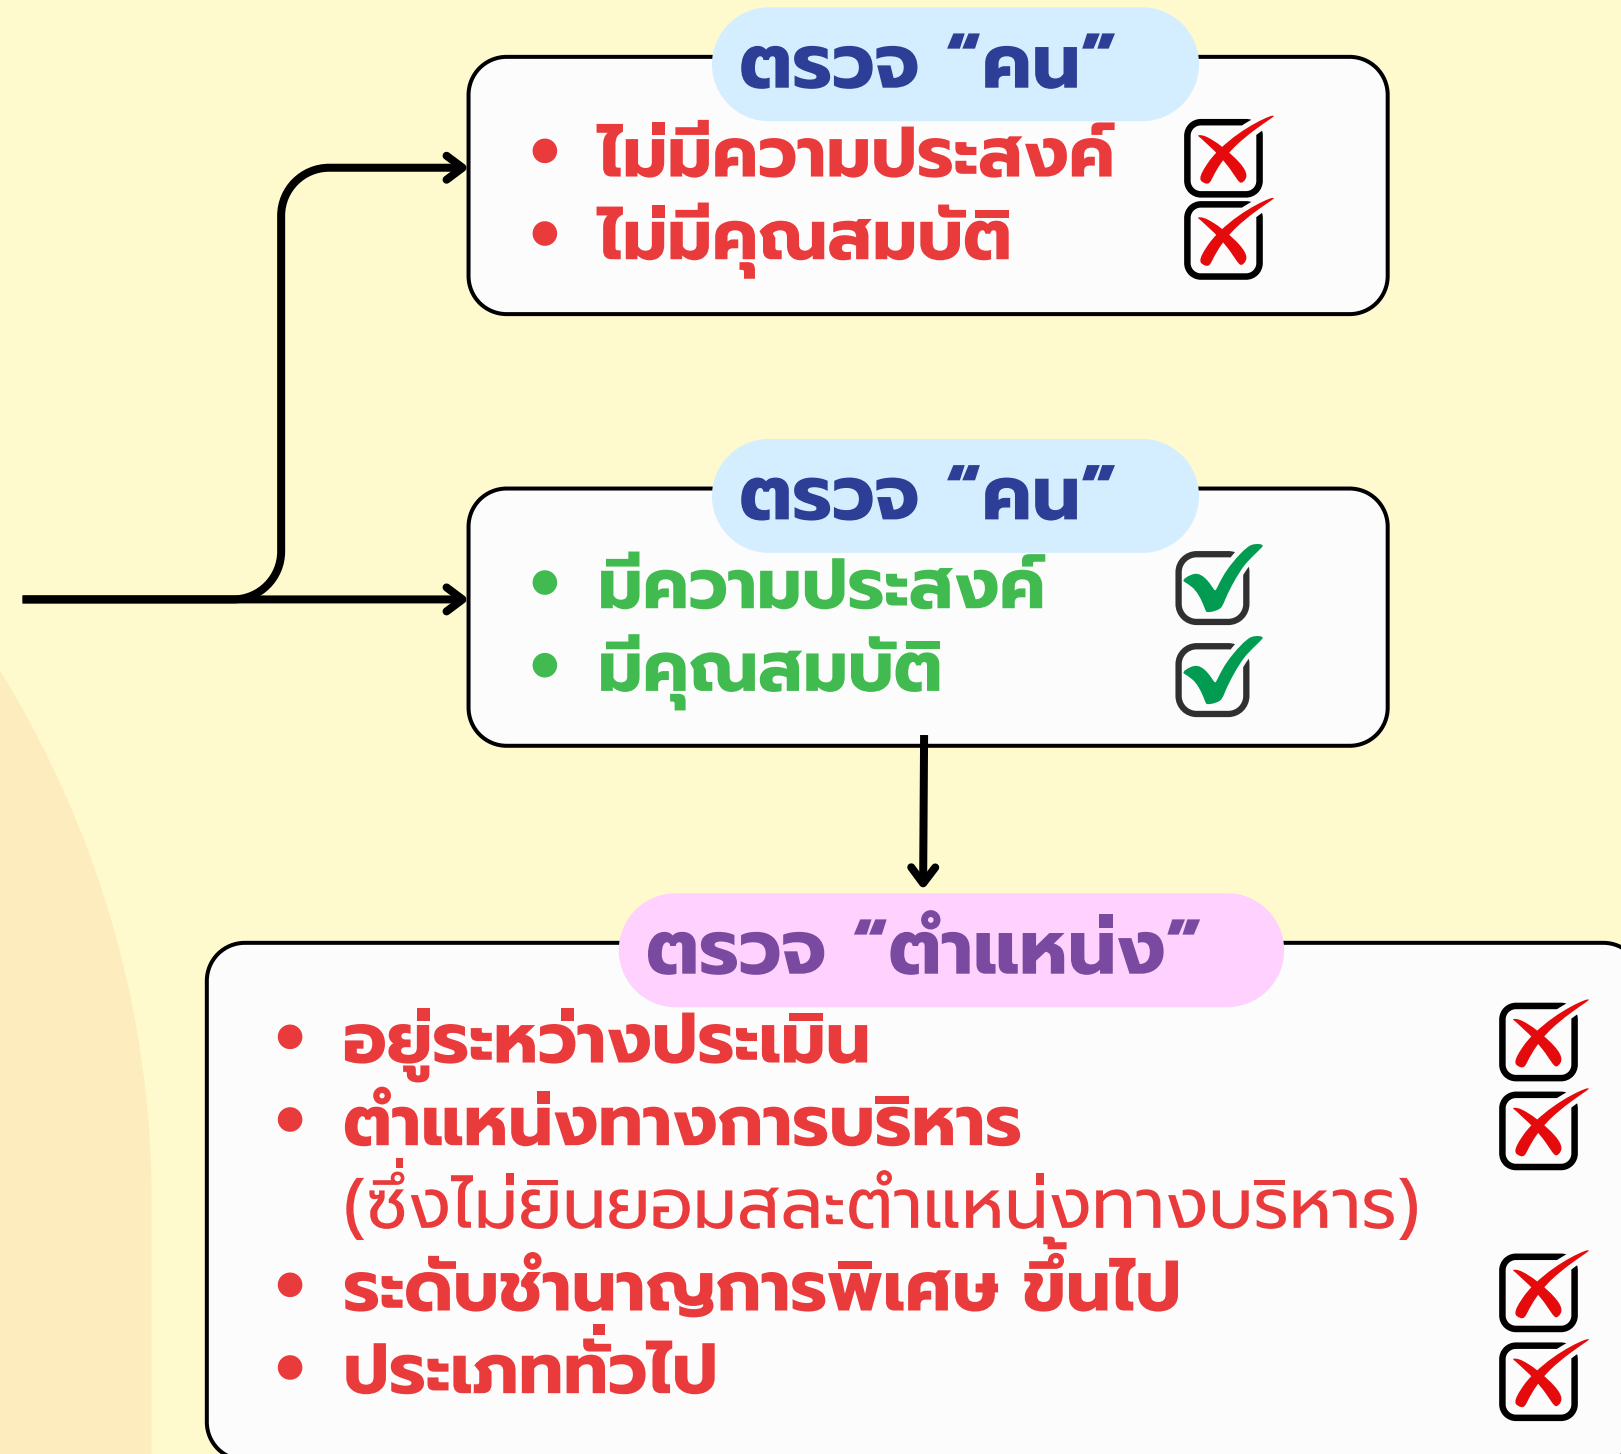 ตรวจ “คน”
• ไม่มีความประสงค์
• ไม่มีคุณสมบัติ
ตรวจ “คน”
• มีความประสงค์
• มีคุณสมบัติ
ตรวจ “ตำแหน่ง”
• อยู่ระหว่างประเมิน
• ตำแหน่งทางการบริหาร
(ซึ่งไม่ยินยอมสละตำแหน่งทางบริหาร)
• ระดับชำนาญการพิเศษ ขึ้นไป
• ประเภททั่วไป